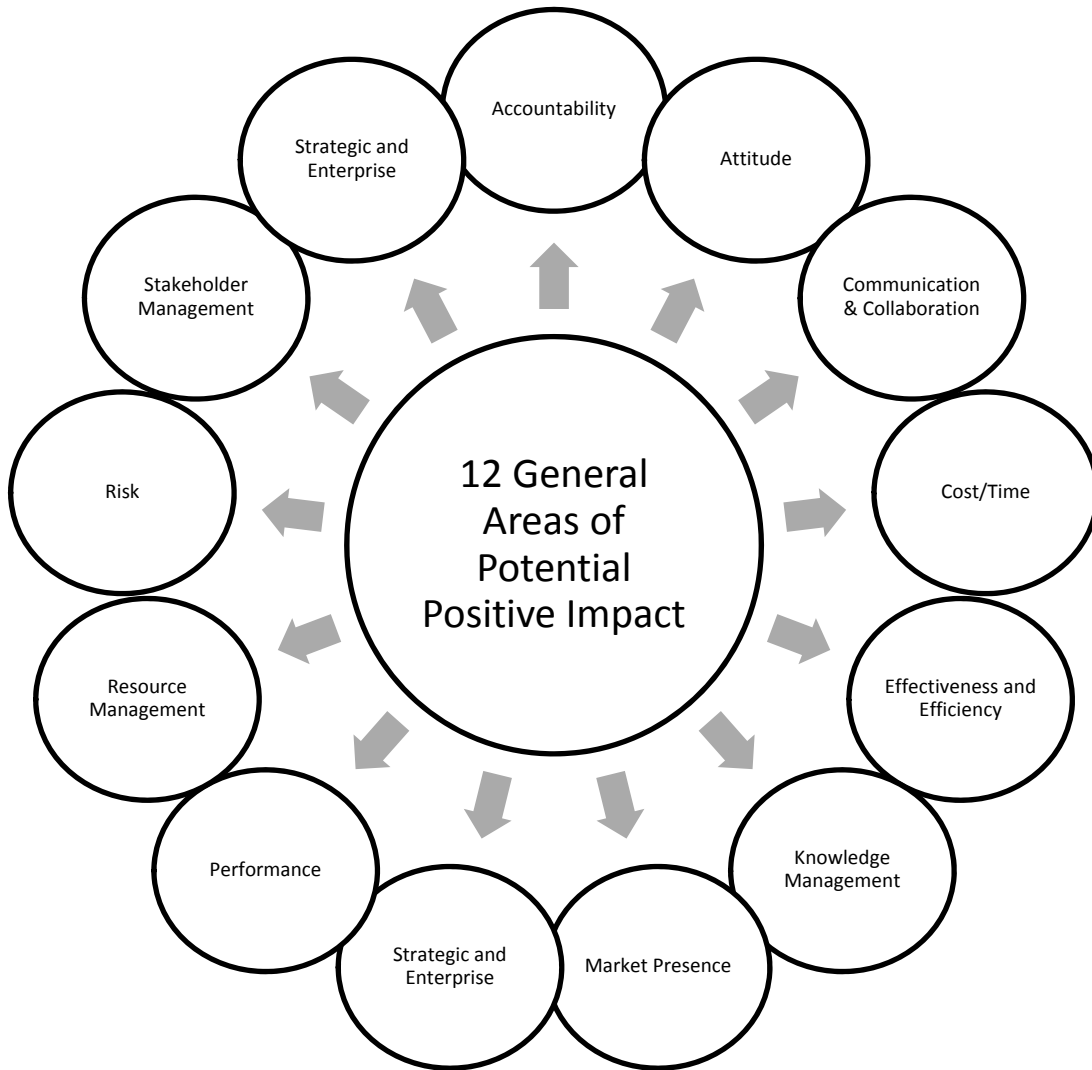 Accountability
Attitude
Communication
& Collaboration
Cost/Time
Effectiveness and
Efficiency
Knowledge
Management
Market Presence
Strategic and
Enterprise
Performance
Resource
Management
Risk
Stakeholder
Management
Strategic and
Enterprise
12 General
Areas of
Potential
Positive Impact